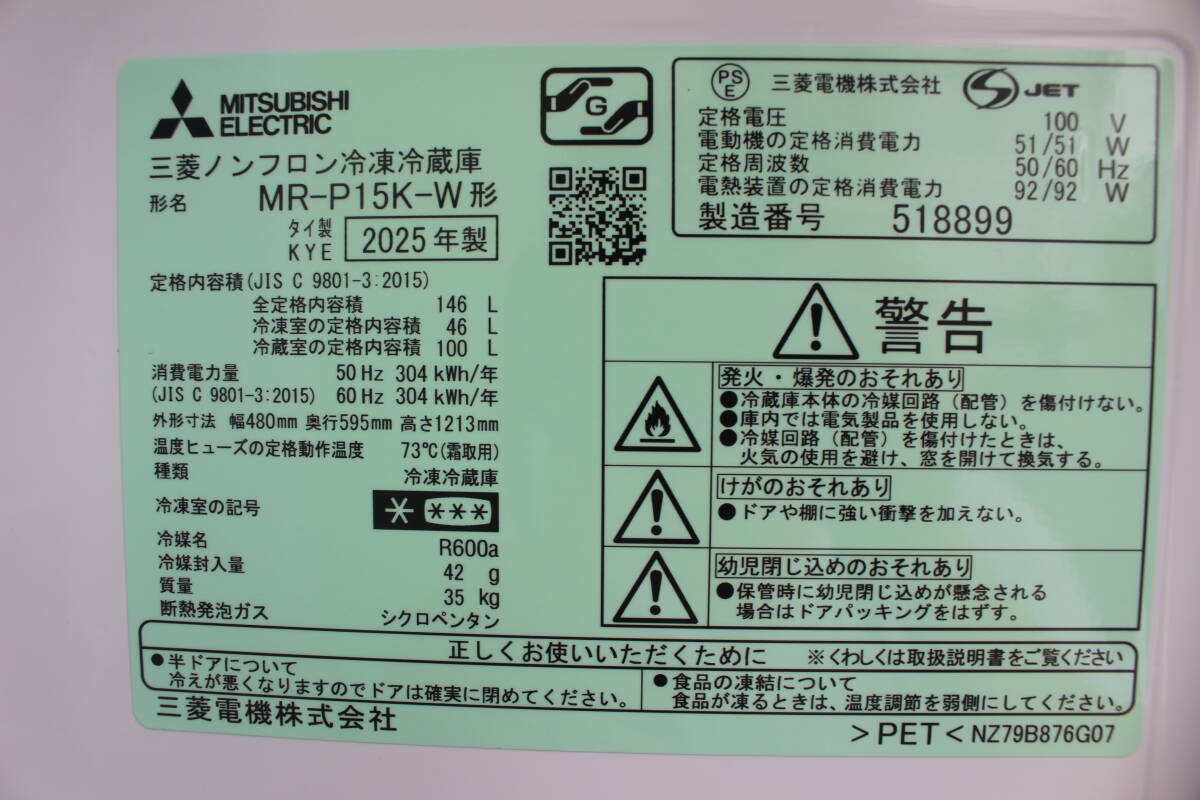 MITSUBISHI
ELECTRIC
三菱ノンフロン冷凍冷蔵庫
形名 MR-P15K-W形
タイ製
KYE 2025年製
定格内容積(JIS C 9801-3:2015)
全定格内容積 146 L
冷凍室の定格内容積 46 L
冷蔵室の定格内容積 100 L
消費電力量 50 Hz 304 kWh/年
(JIS C 9801-3:2015) 60 Hz 304 kWh/年
外形寸法 幅480mm 奥行595mm 高さ1213mm
温度ヒューズの定格動作温度 73℃(霜取用)
種類 冷凍冷蔵庫
冷凍室の記号
冷媒名 R600a
冷媒封入量 42 g
質量 35 kg
断熱発泡ガス シクロペンタン
G
PS
E
三菱電機株式会社 JET
定格電圧 100 V
電動機の定格消費電力 51/51 W
定格周波数 50/60 Hz
電熱装置の定格消費電力 92/92 W
製造番号 518899
警告
発火・爆発のおそれあり
●冷蔵庫本体の冷媒回路(配管)を傷付けない。
●庫内では電気製品を使用しない。
●冷媒回路(配管)を傷付けたときは、
火気の使用を避け、窓を開けて換気する。
けがのおそれあり
●ドアや棚に強い衝撃を加えない。
幼児閉じ込めのおそれあり
●保管時に幼児閉じ込めが懸念される
場合はドアパッキングをはずす。
正しくお使いいただくために ※くわしくは取扱説明書をご覧ください
●半ドアについて
冷えが悪くなりますのでドアは確実に閉めてください。
●食品の凍結について
食品が凍るときは、温度調節を弱側にしてください。
三菱電機株式会社
>PET< NZ79B876G07